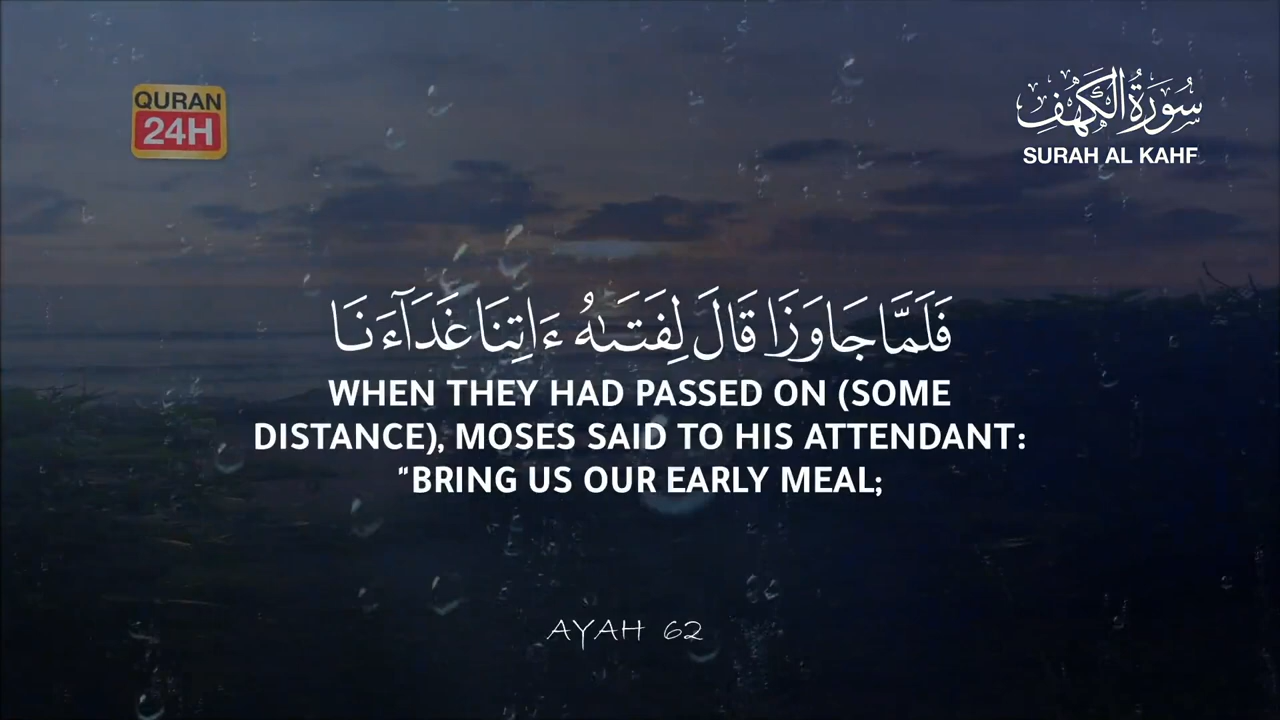 QURAN
24H
سُورَةُ الكَهْفِ
SURAH AL KAHF
فَلَمَّا جَاوَزَا قَالَ لِفَتَىٰهُ ءَاتِنَا غَدَآءَنَا
WHEN THEY HAD PASSED ON (SOME
DISTANCE), MOSES SAID TO HIS ATTENDANT:
"BRING US OUR EARLY MEAL;
AYAH 62